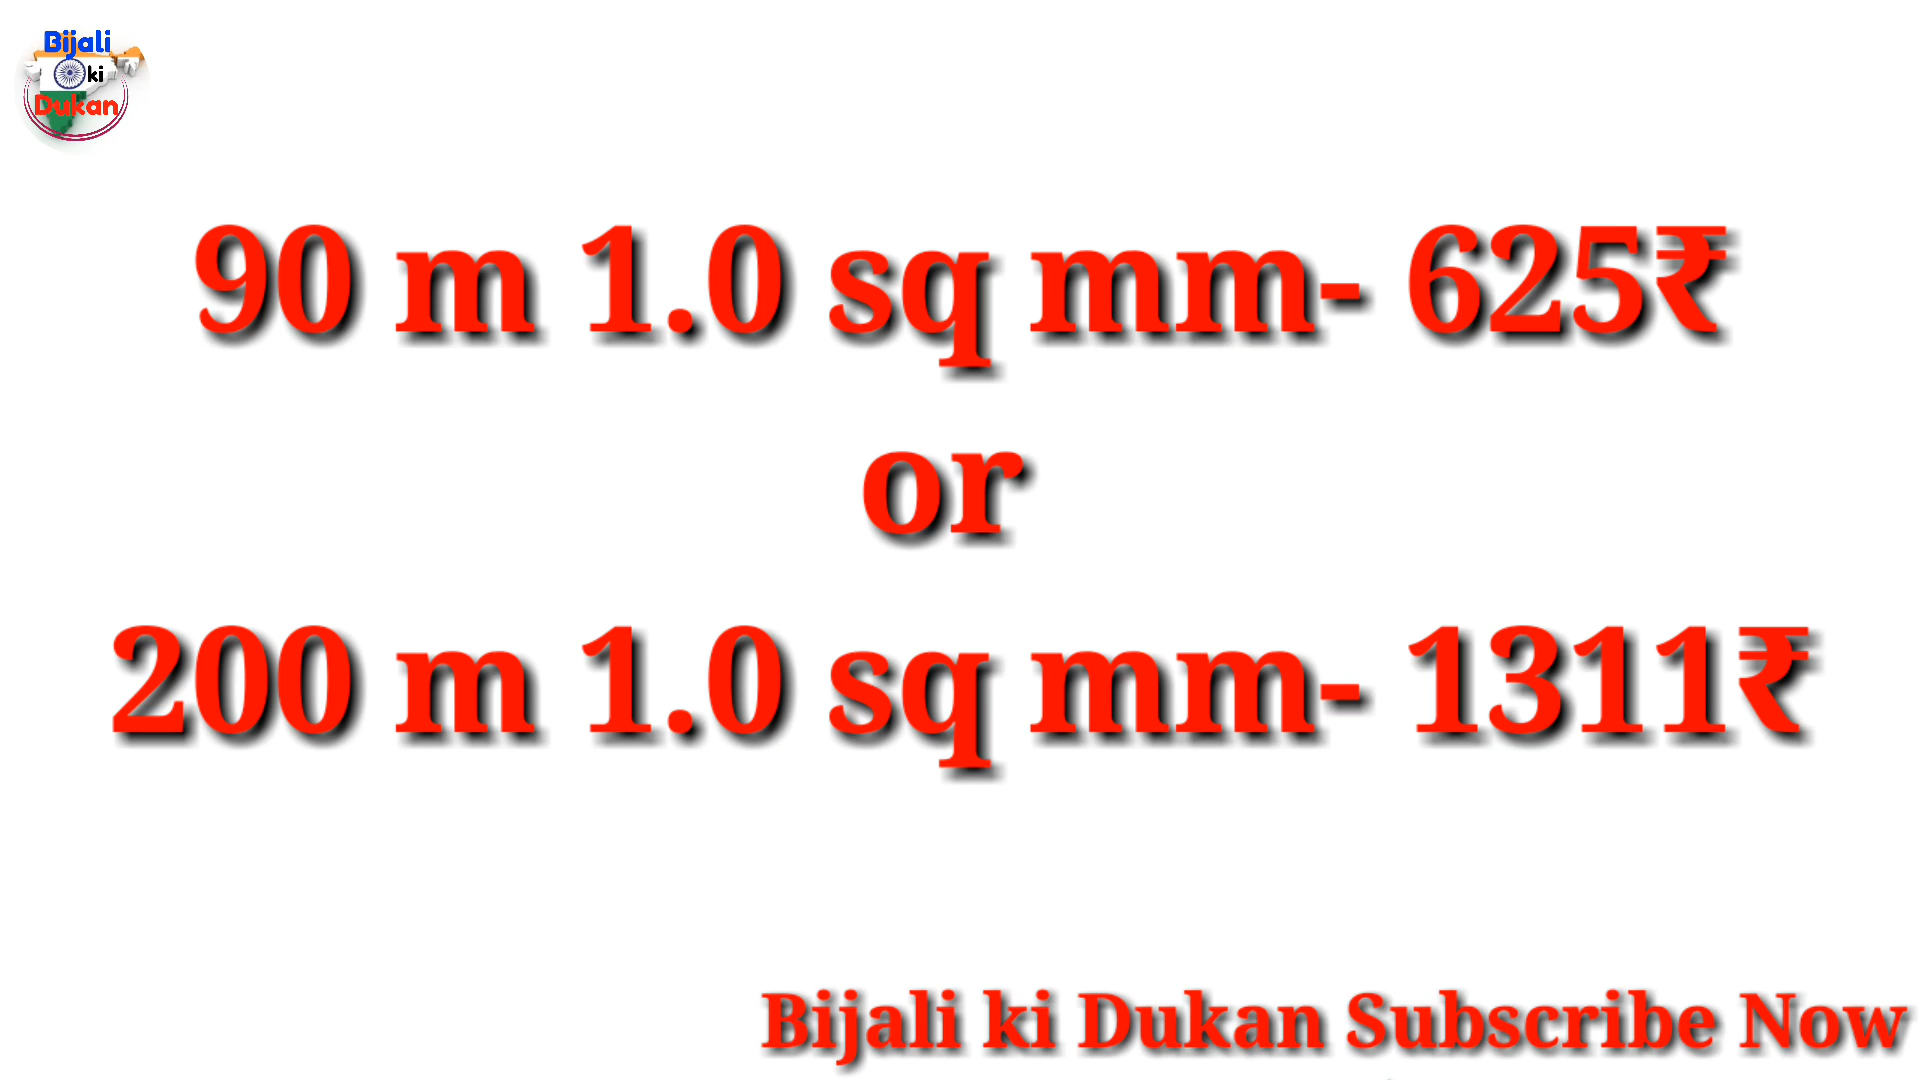 Bijali
ki
Dukan
90 m 1.0 sq mm- 625₹
or
200 m 1.0 sq mm- 1311₹
Bijali ki Dukan Subscribe Now